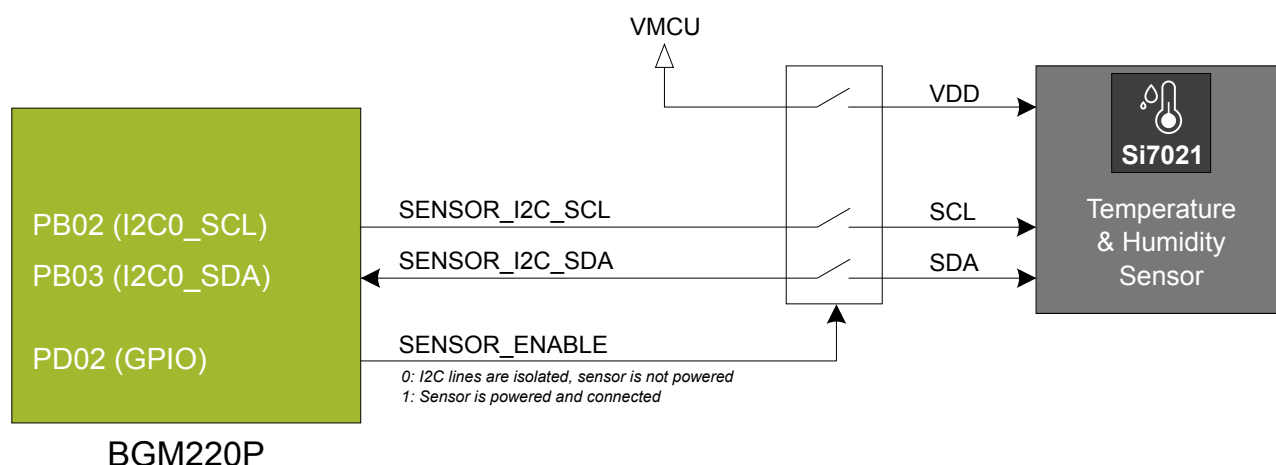 VMCU
VDD
Si7021
PB02 (I2C0_SCL)
SENSOR_I2C_SCL
SCL
Temperature
& Humidity
Sensor
PB03 (I2C0_SDA)
SENSOR_I2C_SDA
SDA
PD02 (GPIO)
SENSOR_ENABLE
0: I2C lines are isolated, sensor is not powered
1: Sensor is powered and connected
BGM220P